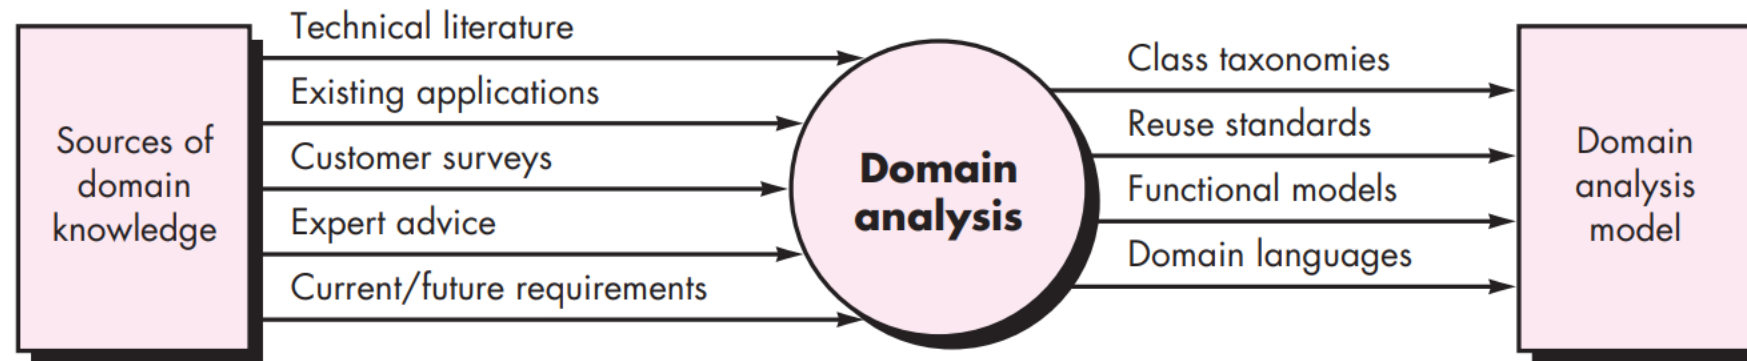 Sources of
domain
knowledge
Technical literature
Existing applications
Customer surveys
Expert advice
Current/future requirements
Domain
analysis
Class taxonomies
Reuse standards
Functional models
Domain languages
Domain
analysis
model